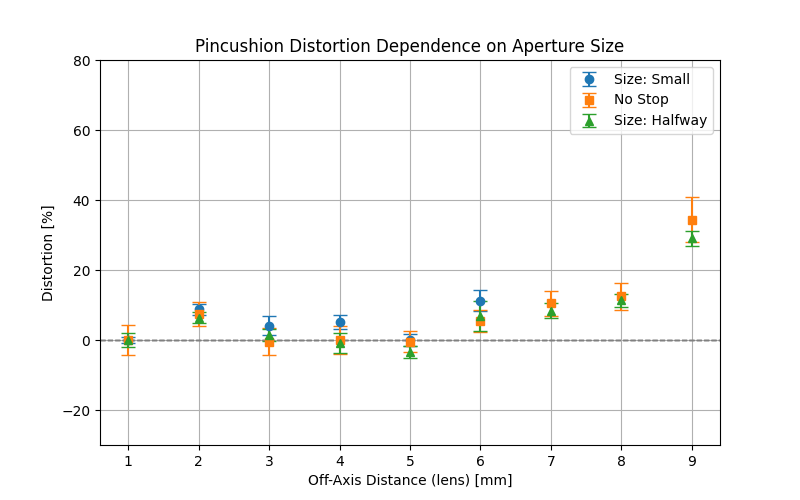 Pincushion Distortion Dependence on Aperture Size
80
60
40
20
0
−20
Distortion [%]
Size: Small
No Stop
Size: Halfway
1 2 3 4 5 6 7 8 9
Off-Axis Distance (lens) [mm]